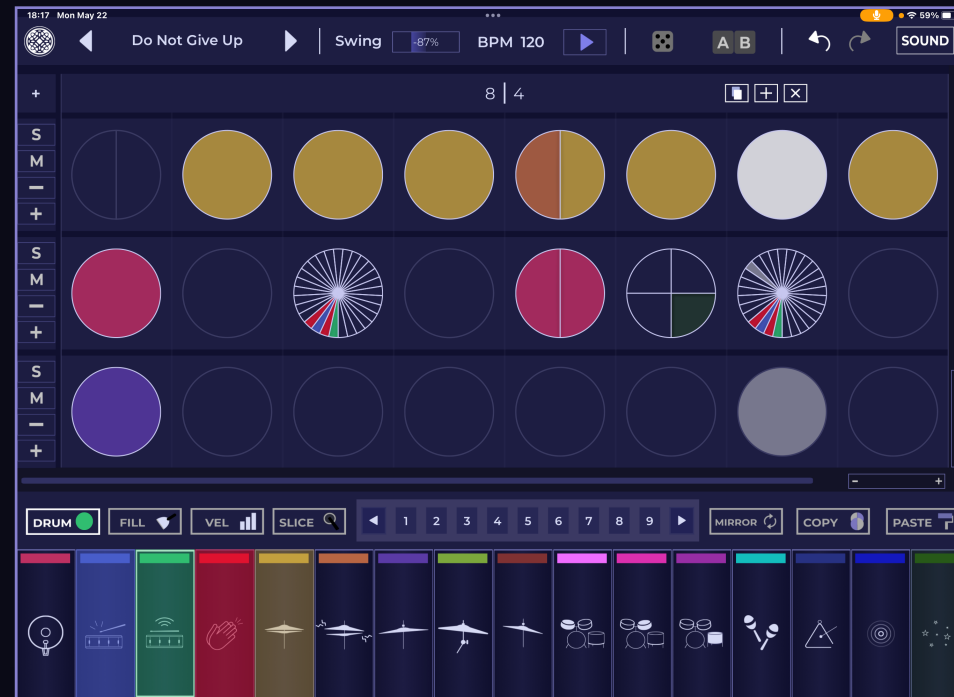 18:17 Mon May 22
59%
Do Not Give Up
Swing -87% BPM 120
A B
SOUND
+
8 | 4
S
M
−
+
S
M
−
+
S
M
−
+
− +
DRUM FILL VEL SLICE 1 2 3 4 5 6 7 8 9 MIRROR COPY PASTE